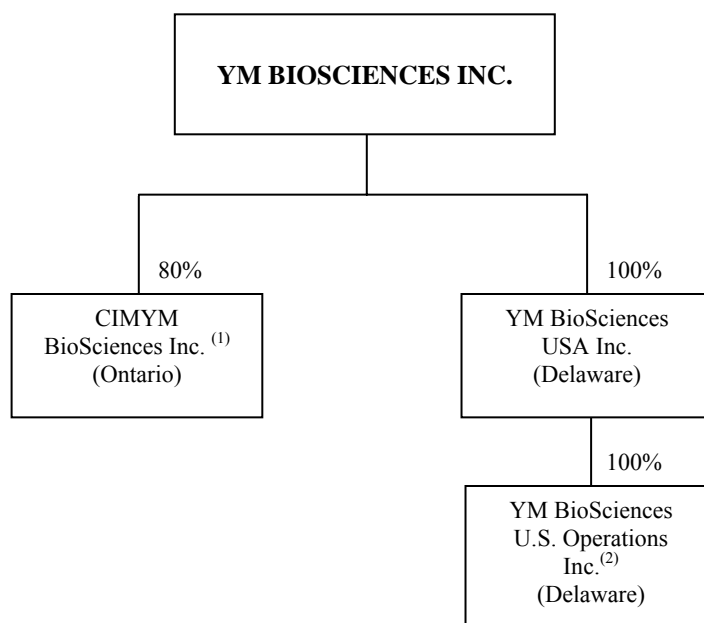 YM BIOSCIENCES INC.
80%
100%
CIMYM
BioSciences Inc. (1)
(Ontario)
YM BioSciences
USA Inc.
(Delaware)
100%
YM BioSciences
U.S. Operations
Inc.(2)
(Delaware)